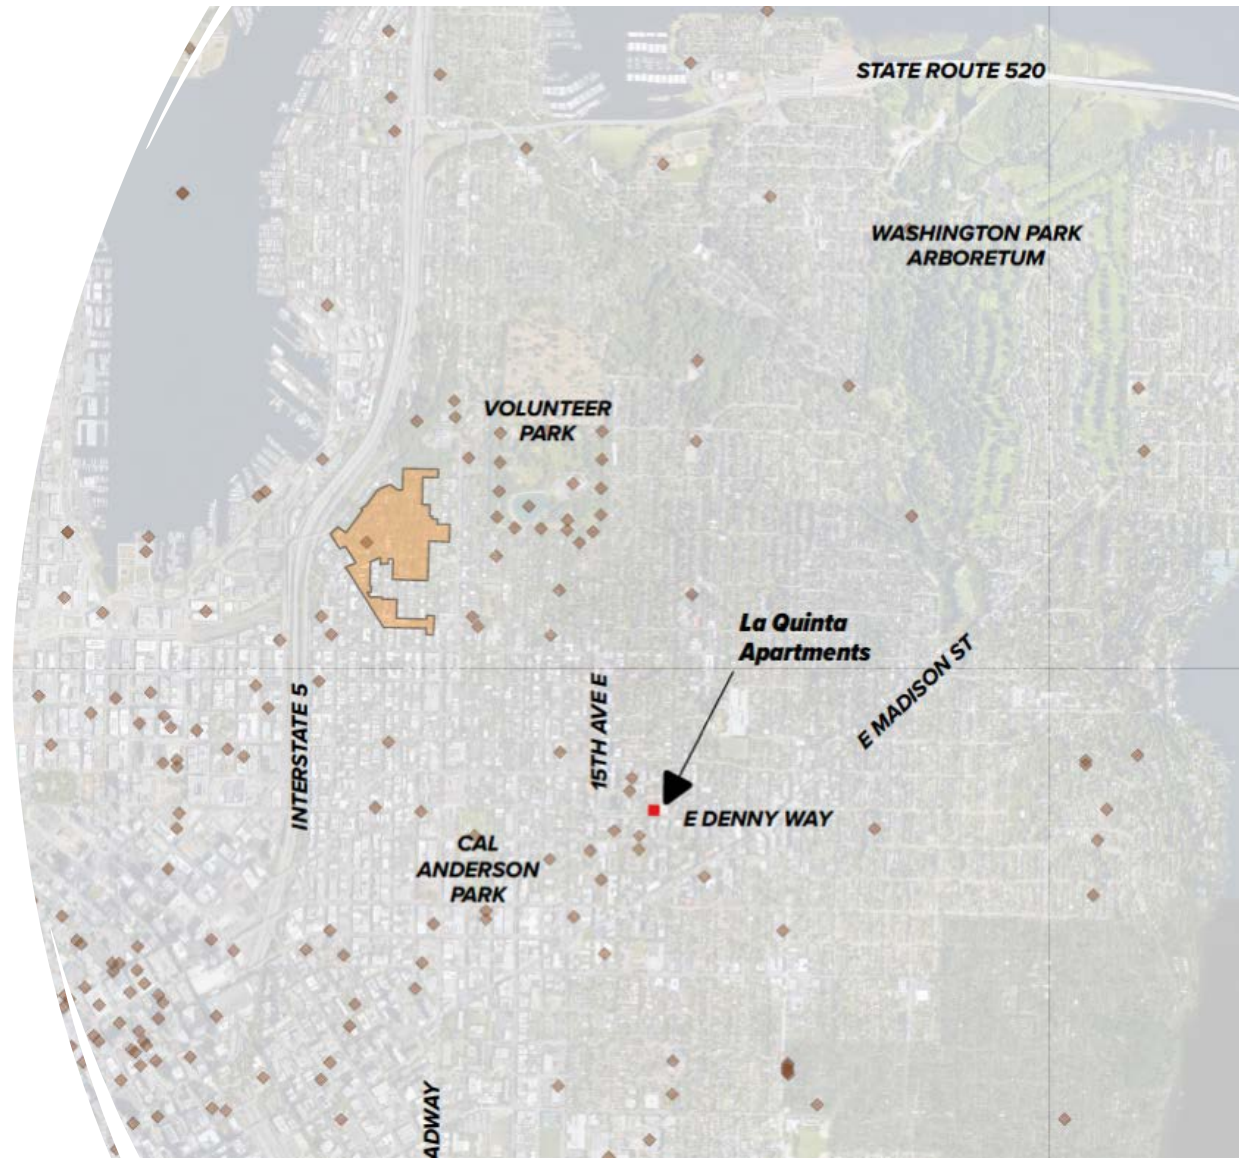 STATE ROUTE 520
WASHINGTON PARK
ARBORETUM
VOLUNTEER
PARK
La Quinta
Apartments
E MADISON ST
INTERSTATE 5
15TH AVE E
E DENNY WAY
CAL
ANDERSON
PARK
ADWAY